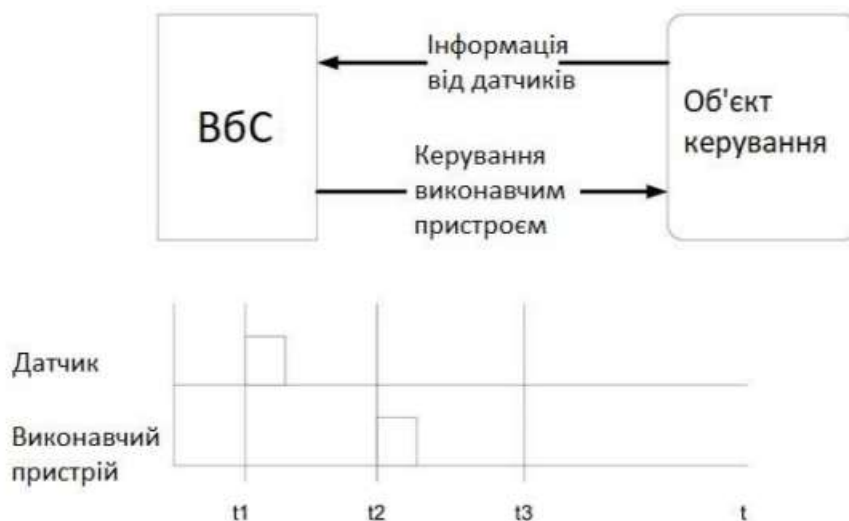 ВбС
Інформація
від датчиків
Об'єкт
керування
Керування
виконавчим
пристроєм
Датчик
Виконавчий
пристрій
t1 t2 t3 t